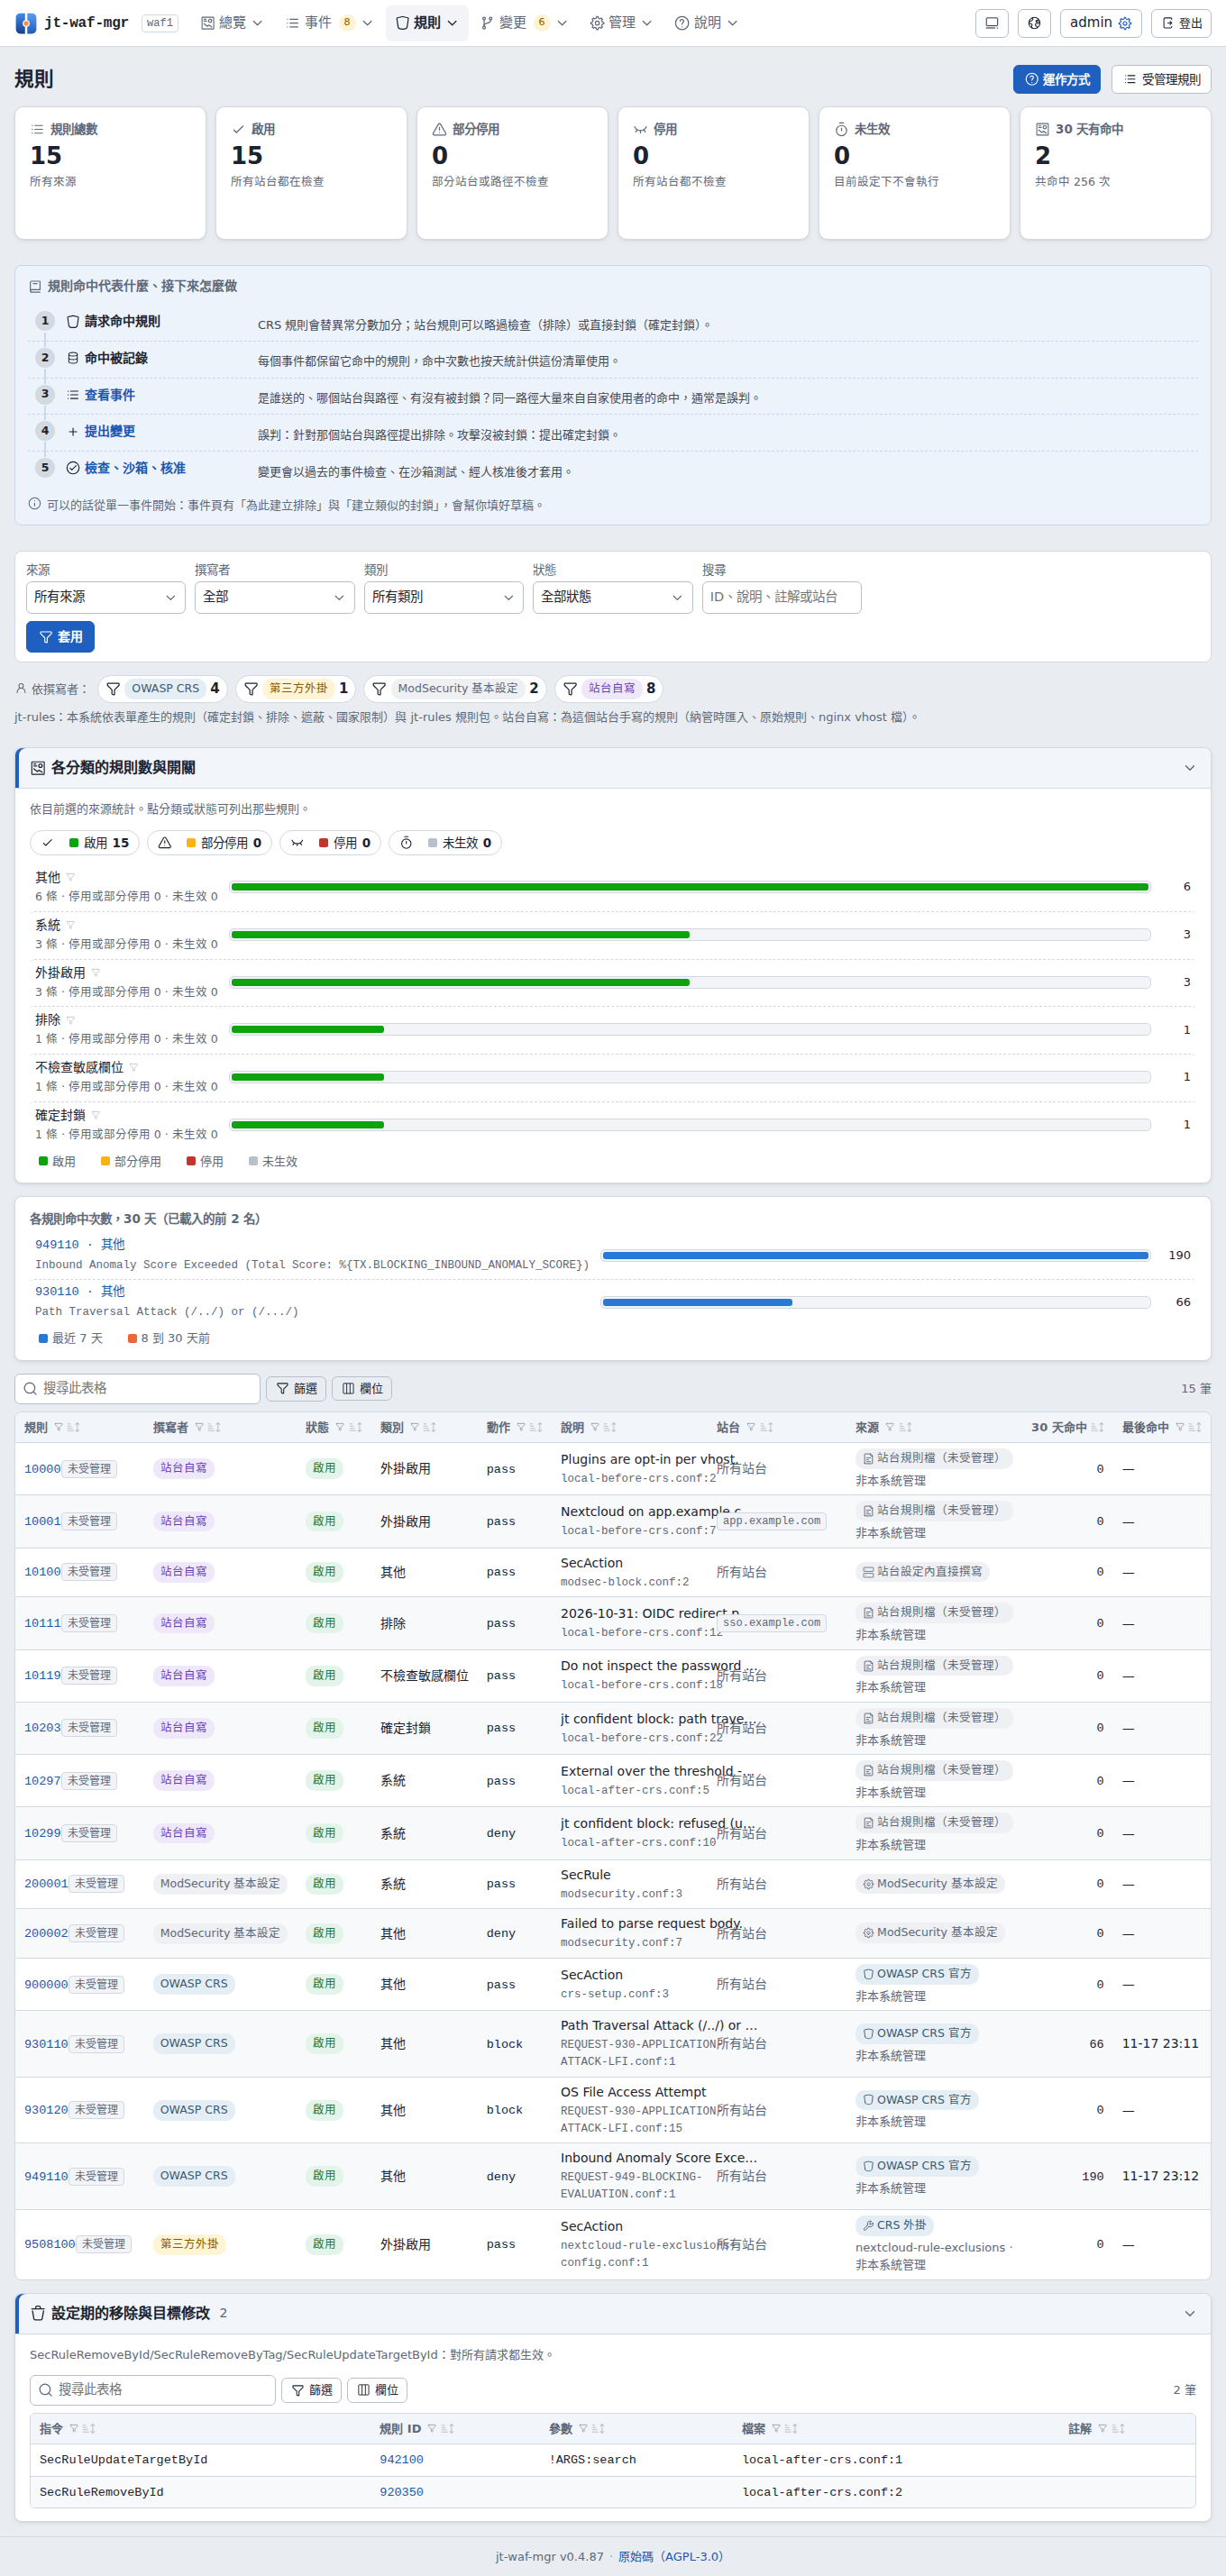 jt-waf-mgr waf1 總覽 事件 8 規則 變更 6 管理 說明 admin 登出
規則 運作方式 受管理規則
規則總數 啟用 部分停用 停用 未生效 30 天有命中
15 15 0 0 0 2
所有來源 所有站台都在檢查 部分站台或路徑不檢查 所有站台都不檢查 目前設定下不會執行 共命中 256 次
規則命中代表什麼、接下來怎麼做
1 請求命中規則 CRS 規則會替異常分數加分；站台規則可以略過檢查（排除）或直接封鎖（確定封鎖）。
2 命中被記錄 每個事件都保留它命中的規則，命中次數也按天統計供這份清單使用。
3 查看事件 是誰送的、哪個站台與路徑、有沒有被封鎖？同一路徑大量來自自家使用者的命中，通常是誤判。
4 提出變更 誤判：針對那個站台與路徑提出排除。攻擊沒被封鎖：提出確定封鎖。
5 檢查、沙箱、核准 變更會以過去的事件檢查、在沙箱測試、經人核准後才套用。
可以的話從單一事件開始：事件頁有「為此建立排除」與「建立類似的封鎖」，會幫你填好草稿。
來源 撰寫者 類別 狀態 搜尋
所有來源 全部 所有類別 全部狀態 ID、說明、註解或站台
套用
依撰寫者： OWASP CRS 4 第三方外掛 1 ModSecurity 基本設定 2 站台自寫 8
jt-rules：本系統依表單產生的規則（確定封鎖、排除、遮蔽、國家限制）與 jt-rules 規則包。站台自寫：為這個站台手寫的規則（納管時匯入、原始規則、nginx vhost 檔）。
各分類的規則數與開關
依目前選的來源統計。點分類或狀態可列出那些規則。
啟用 15 部分停用 0 停用 0 未生效 0
其他
6 條 · 停用或部分停用 0 · 未生效 0 6
系統
3 條 · 停用或部分停用 0 · 未生效 0 3
外掛啟用
3 條 · 停用或部分停用 0 · 未生效 0 3
排除
1 條 · 停用或部分停用 0 · 未生效 0 1
不檢查敏感欄位
1 條 · 停用或部分停用 0 · 未生效 0 1
確定封鎖
1 條 · 停用或部分停用 0 · 未生效 0 1
啟用 部分停用 停用 未生效
各規則命中次數，30 天（已載入的前 2 名）
949110 · 其他
Inbound Anomaly Score Exceeded (Total Score: %{TX.BLOCKING_INBOUND_ANOMALY_SCORE}) 190
930110 · 其他
Path Traversal Attack (/../) or (/.../) 66
最近 7 天 8 到 30 天前
搜尋此表格 篩選 欄位 15 筆
規則 撰寫者 狀態 類別 動作 說明 站台 來源 30 天命中 最後命中
10000 未受管理 站台自寫 啟用 外掛啟用 pass Plugins are opt-in per vhost. 所有站台 站台規則檔（未受管理） 0 —
local-before-crs.conf:2 非本系統管理
10001 未受管理 站台自寫 啟用 外掛啟用 pass Nextcloud on app.example.c app.example.com 站台規則檔（未受管理） 0 —
local-before-crs.conf:7 非本系統管理
10100 未受管理 站台自寫 啟用 其他 pass SecAction 所有站台 站台設定內直接撰寫 0 —
modsec-block.conf:2
10111 未受管理 站台自寫 啟用 排除 pass 2026-10-31: OIDC redirect sso.example.com 站台規則檔（未受管理） 0 —
local-before-crs.conf:12 非本系統管理
10119 未受管理 站台自寫 啟用 不檢查敏感欄位 pass Do not inspect the password … 所有站台 站台規則檔（未受管理） 0 —
local-before-crs.conf:18 非本系統管理
10203 未受管理 站台自寫 啟用 確定封鎖 pass jt confident block: path trave… 所有站台 站台規則檔（未受管理） 0 —
local-before-crs.conf:22 非本系統管理
10297 未受管理 站台自寫 啟用 系統 pass External over the threshold -… 所有站台 站台規則檔（未受管理） 0 —
local-after-crs.conf:5 非本系統管理
10299 未受管理 站台自寫 啟用 系統 deny jt confident block: refused (u… 所有站台 站台規則檔（未受管理） 0 —
local-after-crs.conf:10 非本系統管理
200001 未受管理 ModSecurity 基本設定 啟用 系統 pass SecRule 所有站台 ModSecurity 基本設定 0 —
modsecurity.conf:3
200002 未受管理 ModSecurity 基本設定 啟用 其他 deny Failed to parse request body. 所有站台 ModSecurity 基本設定 0 —
modsecurity.conf:7
900000 未受管理 OWASP CRS 啟用 其他 pass SecAction 所有站台 OWASP CRS 官方 0 —
crs-setup.conf:3 非本系統管理
930110 未受管理 OWASP CRS 啟用 其他 block Path Traversal Attack (/../) or … 所有站台 OWASP CRS 官方 66 11-17 23:11
REQUEST-930-APPLICATION- 非本系統管理
ATTACK-LFI.conf:1
930120 未受管理 OWASP CRS 啟用 其他 block OS File Access Attempt 所有站台 OWASP CRS 官方 0 —
REQUEST-930-APPLICATION- 非本系統管理
ATTACK-LFI.conf:15
949110 未受管理 OWASP CRS 啟用 其他 deny Inbound Anomaly Score Exce… 所有站台 OWASP CRS 官方 190 11-17 23:12
REQUEST-949-BLOCKING- 非本系統管理
EVALUATION.conf:1
9508100 未受管理 第三方外掛 啟用 外掛啟用 pass SecAction 所有站台 CRS 外掛 0 —
nextcloud-rule-exclusions- nextcloud-rule-exclusions ·
config.conf:1 非本系統管理
設定期的移除與目標修改 2
SecRuleRemoveById/SecRuleRemoveByTag/SecRuleUpdateTargetById：對所有請求都生效。
搜尋此表格 篩選 欄位 2 筆
指令 規則 ID 參數 檔案 註解
SecRuleUpdateTargetById 942100 !ARGS:search local-after-crs.conf:1
SecRuleRemoveById 920350 local-after-crs.conf:2
jt-waf-mgr v0.4.87 · 原始碼（AGPL-3.0）